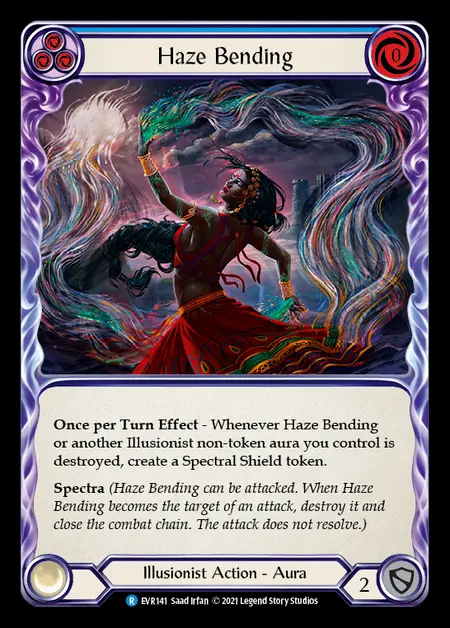 Haze Bending
0
Once per Turn Effect - Whenever Haze Bending
or another Illusionist non-token aura you control is
destroyed, create a Spectral Shield token.
Spectra (Haze Bending can be attacked. When Haze
Bending becomes the target of an attack, destroy it and
close the combat chain. The attack does not resolve.)
Illusionist Action - Aura
2
R EVR141 Saad Irfan © 2021 Legend Story Studios